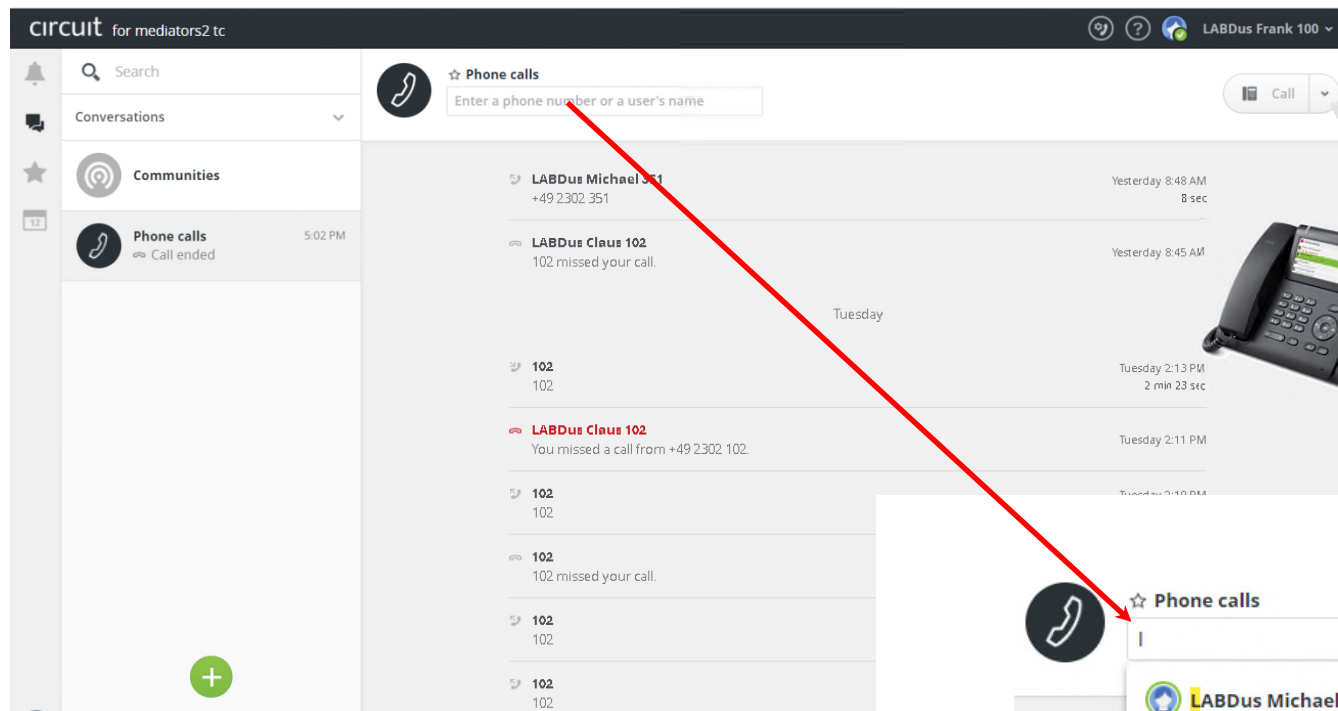 circuit for mediators2 tc
LABDus Frank 100
Search
Conversations
Communities
Phone calls 5:02 PM
Call ended
12
Phone calls
Enter a phone number or a user's name
Call
LABDus Michael 351 Yesterday 8:48 AM
+49 2302 351 8 sec
LABDus Claus 102 Yesterday 8:45 AM
102 missed your call.
Tuesday
102 Tuesday 2:13 PM
102 2 min 23 sec
LABDus Claus 102 Tuesday 2:11 PM
You missed a call from +49 2302 102.
102
102
102
102 missed your call.
102
102
102
102
Phone calls
l
LABDus Michael